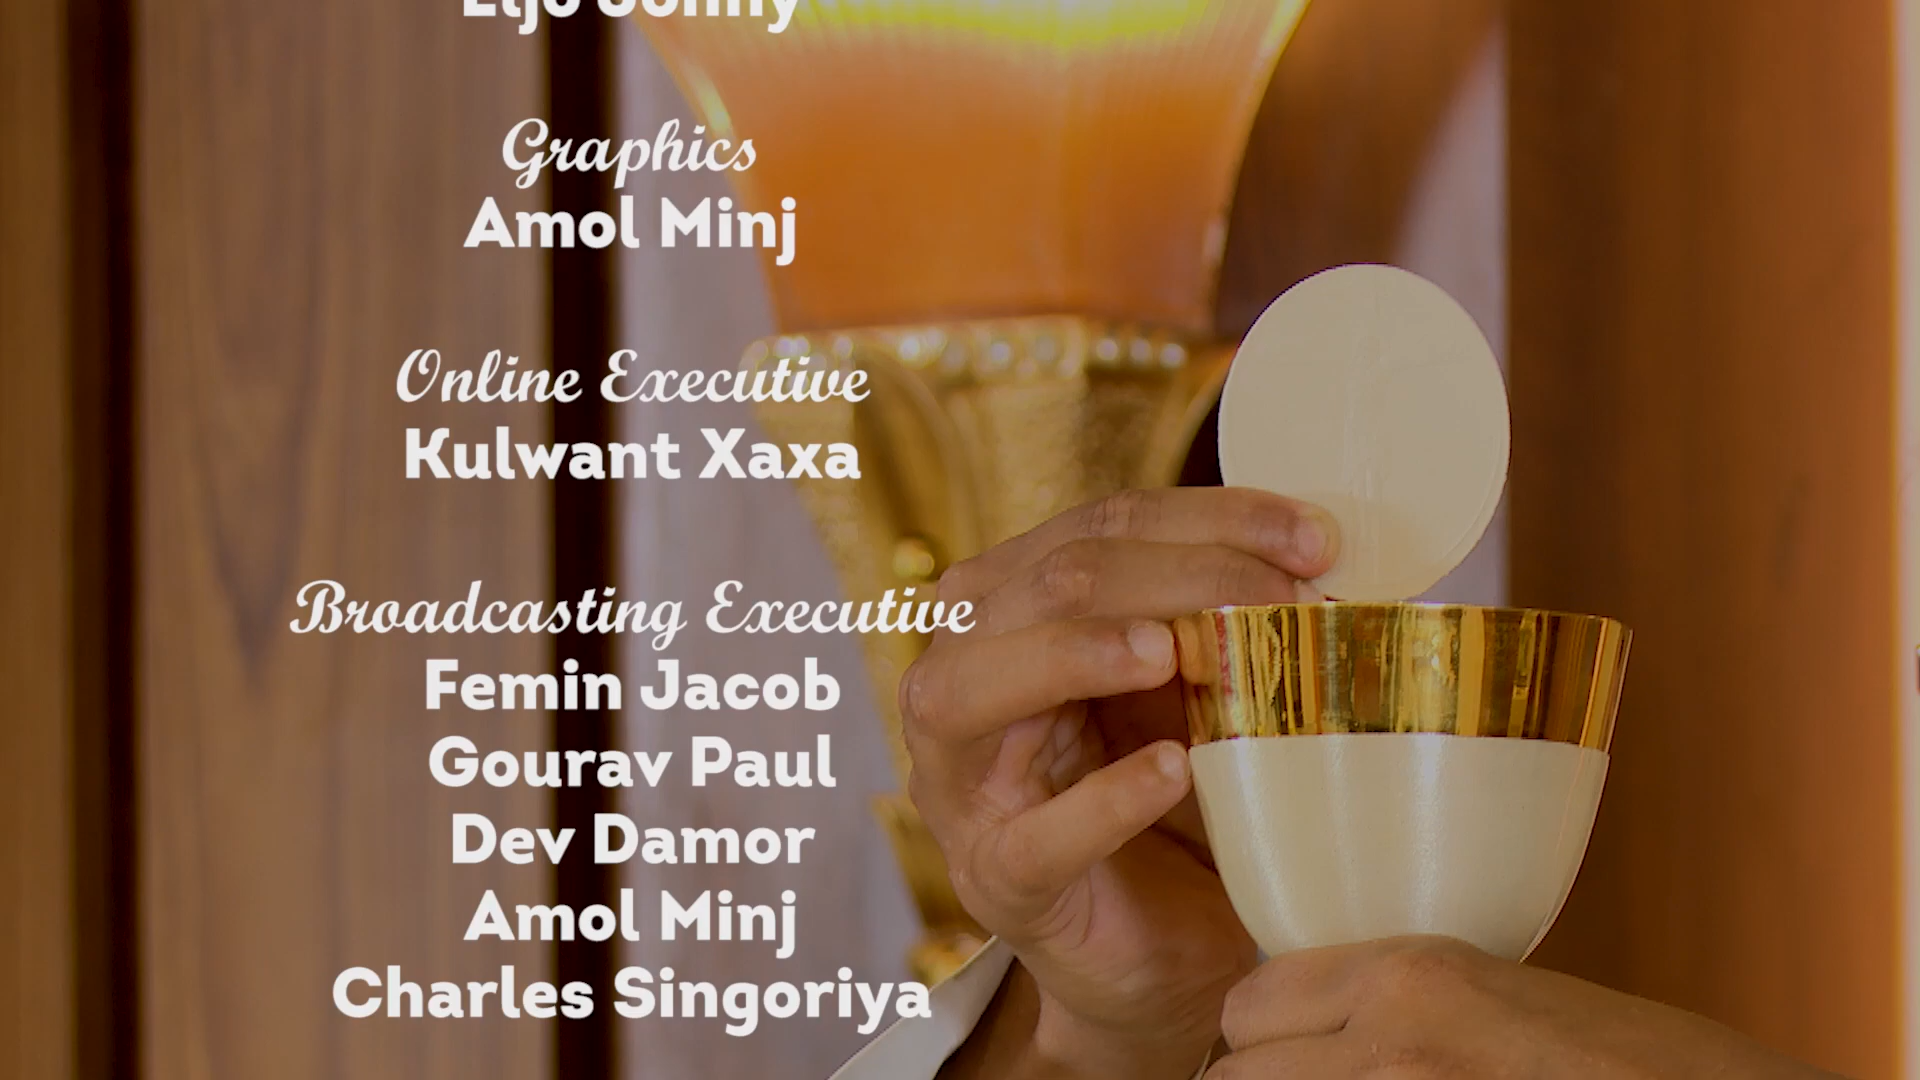 Graphics
Amol Minj
Online Executive
Kulwant Xaxa
Broadcasting Executive
Femin Jacob
Gourav Paul
Dev Damor
Amol Minj
Charles Singoriya